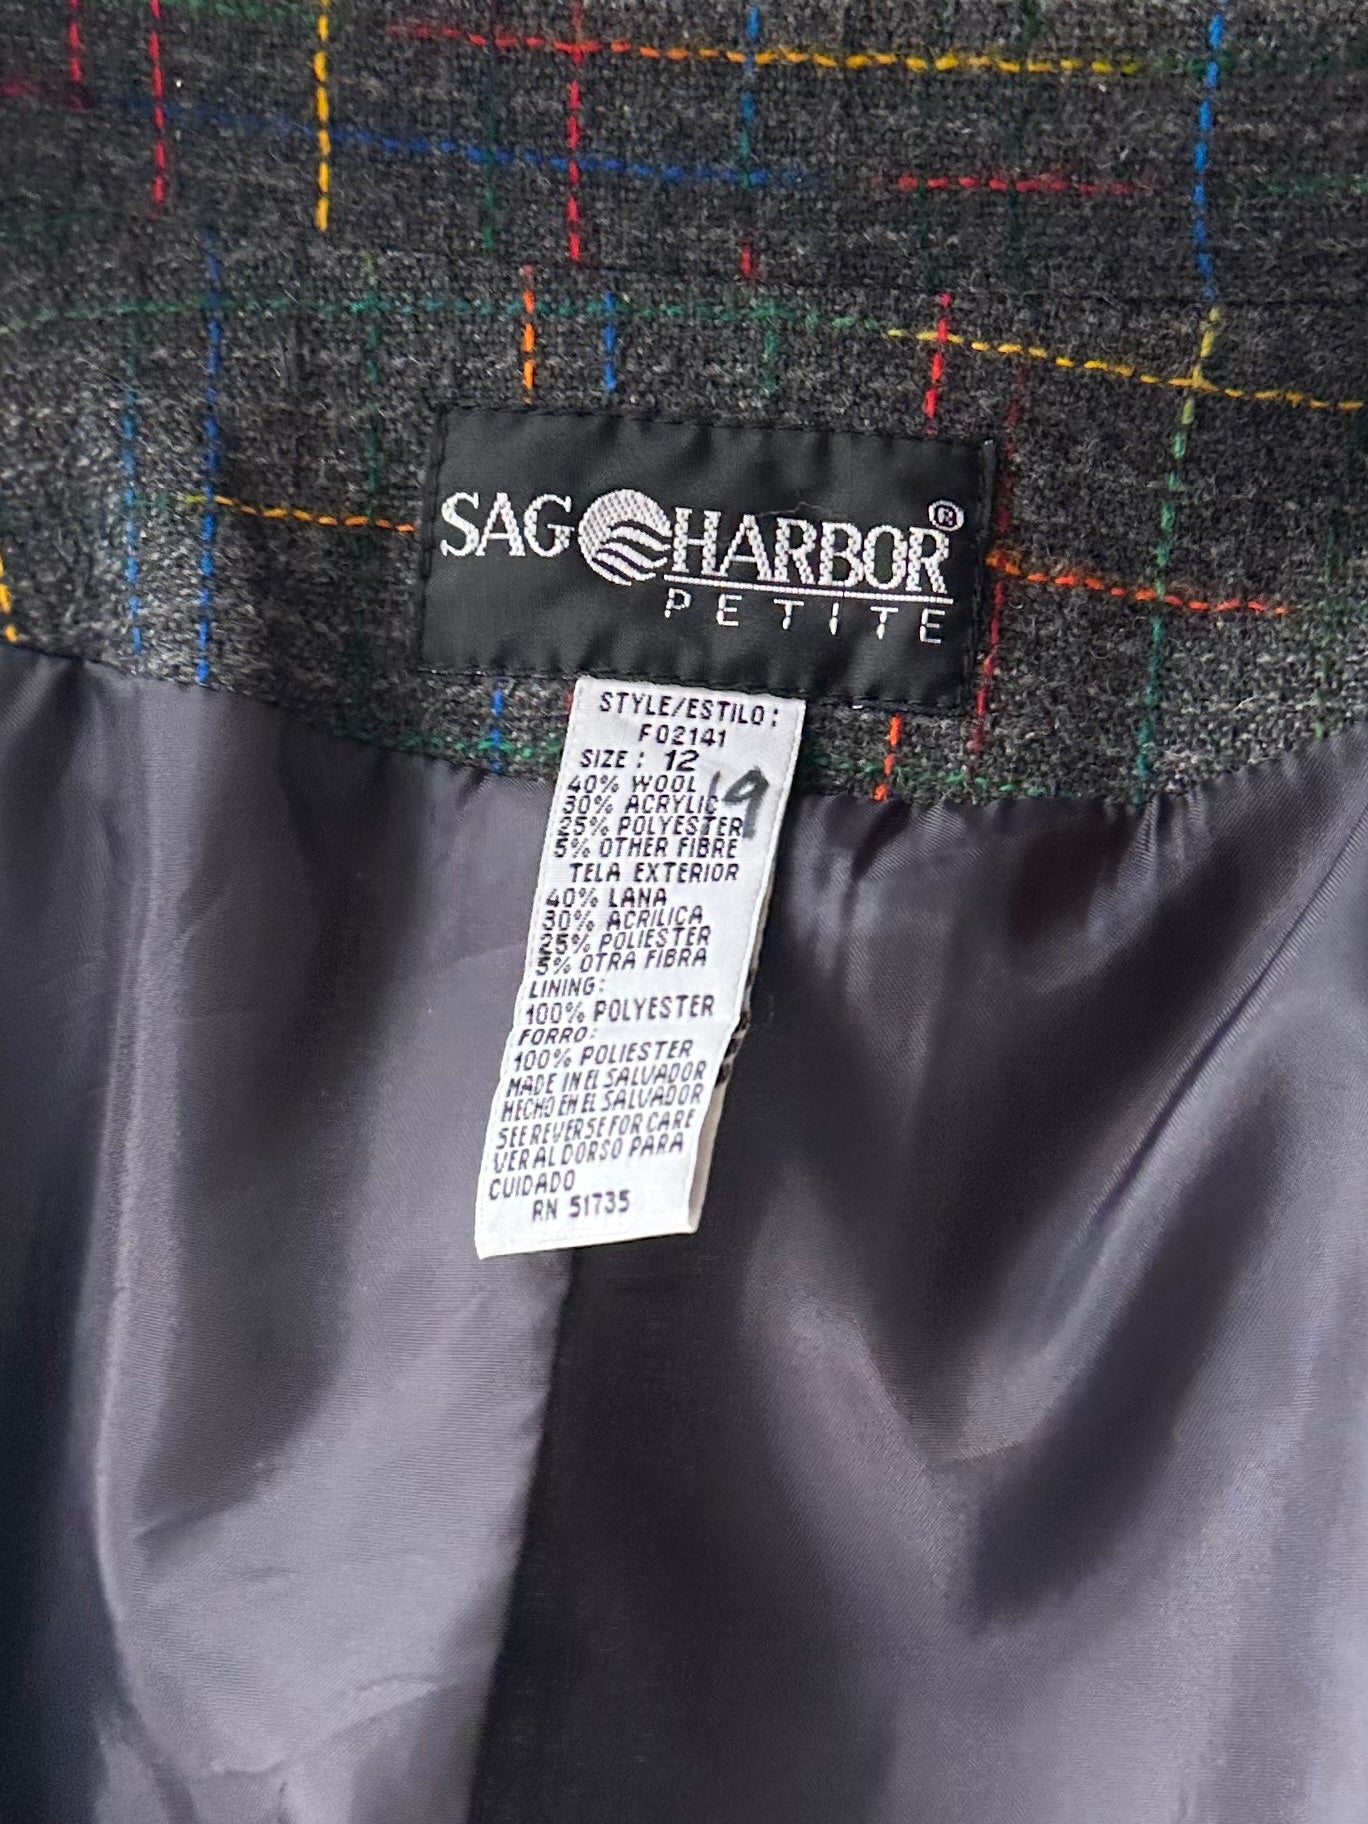 SAG HARBOR®
PETITE
STYLE/ESTILO:
F02141
SIZE: 12
19
40% WOOL
30% ACRYLIC
25% POLYESTER
5% OTHER FIBRE
TELA EXTERIOR
40% LANA
30% ACRILICA
25% POLIESTER
5% OTRA FIBRA
LINING:
100% POLYESTER
FORRO:
100% POLIESTER
MADE IN EL SALVADOR
HECHO EN EL SALVADOR
SEE REVERSE FOR CARE
VER AL DORSO PARA
CUIDADO
RN 51735